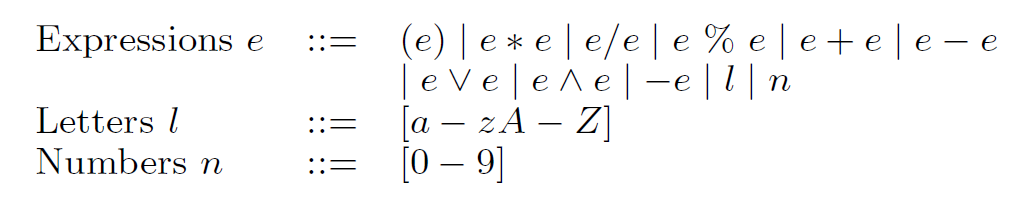 Expressions e ::= (e) | e ∗ e | e/e | e % e | e + e | e − e
| e ∨ e | e ∧ e | −e | l | n
Letters l ::= [a − zA − Z]
Numbers n ::= [0 − 9]